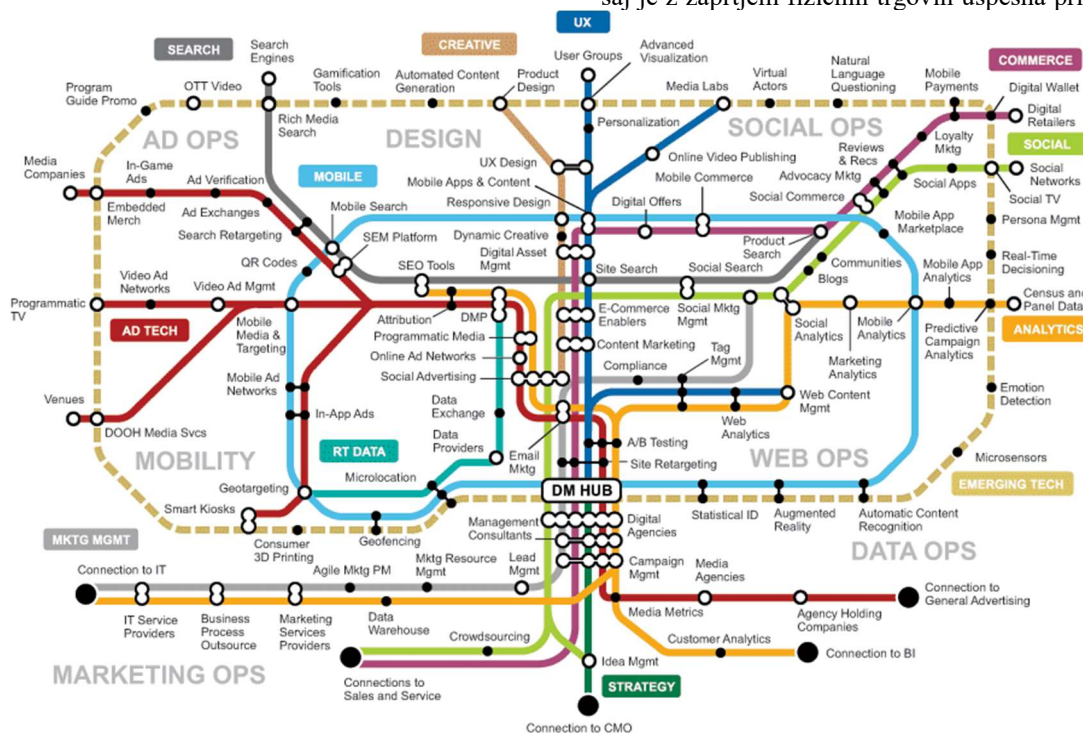 saj je z zaprtjem fizičnih trgovin uspešna pri
UX
SEARCH
Search
Engines
CREATIVE
User Groups
Advanced
Visualization
COMMERCE
Program
Guide Promo
OTT Video
Gamification
Tools
Automated Content
Generation
Product
Design
Media Labs
Virtual
Actors
Natural
Language
Questioning
Mobile
Payments
Digital Wallet
Digital
Retailers
Rich Media
Search
Personalization
AD OPS
DESIGN
SOCIAL OPS
Loyalty
Mktg
SOCIAL
Media
Companies
In-Game
Ads
Ad Verification
MOBILE
UX Design
Online Video Publishing
Reviews
& Recs
Advocacy Mktg
Social Apps
Social
Networks
Mobile Apps & Content
Mobile Commerce
Social Commerce
Social TV
Embedded
Merch
Ad Exchanges
Mobile Search
Responsive Design
Digital Offers
Mobile App
Marketplace
Persona Mgmt
Search Retargeting
SEM Platform
Dynamic Creative
Product
Search
Digital Asset
Mgmt
QR Codes
SEO Tools
Site Search
Social Search
Communities
Blogs
Mobile App
Analytics
Real-Time
Decisioning
Programmatic
TV
Video Ad
Networks
Video Ad Mgmt
Attribution
DMP
E-Commerce
Enablers
Social Mktg
Mgmt
Social
Analytics
Mobile
Analytics
Predictive
Campaign
Analytics
Census and
Panel Data
ANALYTICS
AD TECH
Mobile
Media &
Targeting
Programmatic Media
Online Ad Networks
Content Marketing
Tag
Mgmt
Marketing
Analytics
Social Advertising
Compliance
Mobile Ad
Networks
Emotion
Detection
Venues
In-App Ads
Data
Exchange
Web Content
Mgmt
Web
Analytics
DOOH Media Svcs
Data
Providers
Email
Mktg
A/B Testing
RT DATA
MOBILITY
Site Retargeting
WEB OPS
Microsensors
Geotargeting
Microlocation
DM HUB
EMERGING TECH
Smart Kiosks
Statistical ID
Augmented
Reality
Automatic Content
Recognition
MKTG MGMT
Consumer
3D Printing
Geofencing
Management
Consultants
Digital
Agencies
DATA OPS
Connection to IT
Agile Mktg PM
Mktg Resource
Mgmt
Lead
Mgmt
Campaign
Mgmt
Media
Agencies
Connection to
General Advertising
IT Service
Providers
Business
Process
Outsource
Marketing
Services
Providers
Data
Warehouse
Media Metrics
Agency Holding
Companies
Crowdsourcing
Customer Analytics
Connection to BI
MARKETING OPS
Idea Mgmt
Connections to
Sales and Service
STRATEGY
Connection to CMO